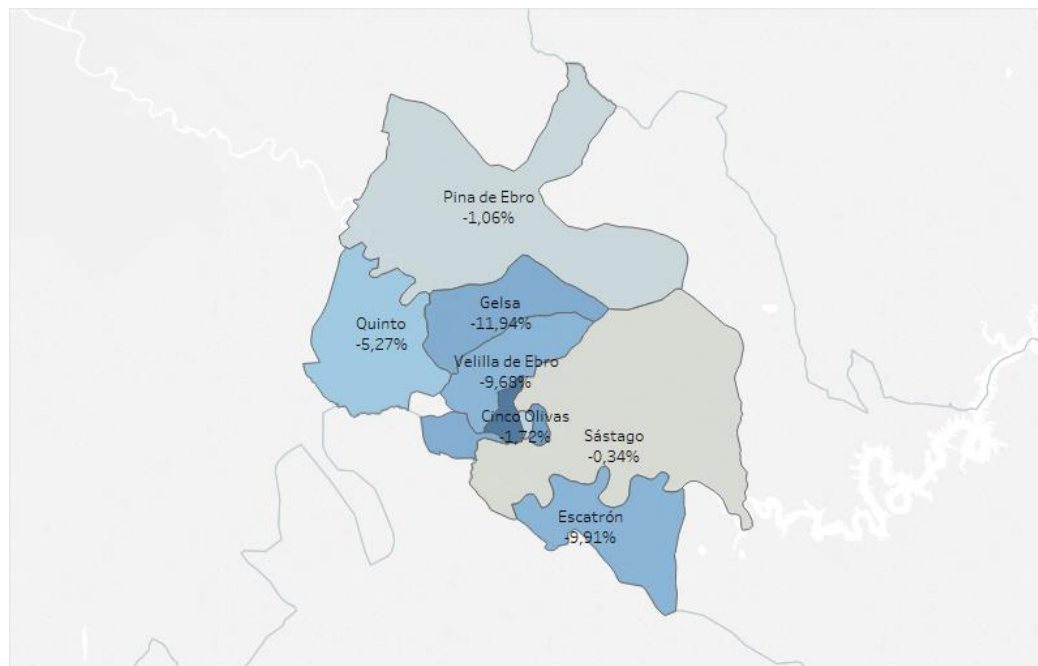 Pina de Ebro
-1,06%
Gelsa
-11,94%
Quinto
-5,27%
Velilla de Ebro
-9,68%
Cinco Olivas
-1,72%
Sástago
-0,34%
Escatrón
-9,91%